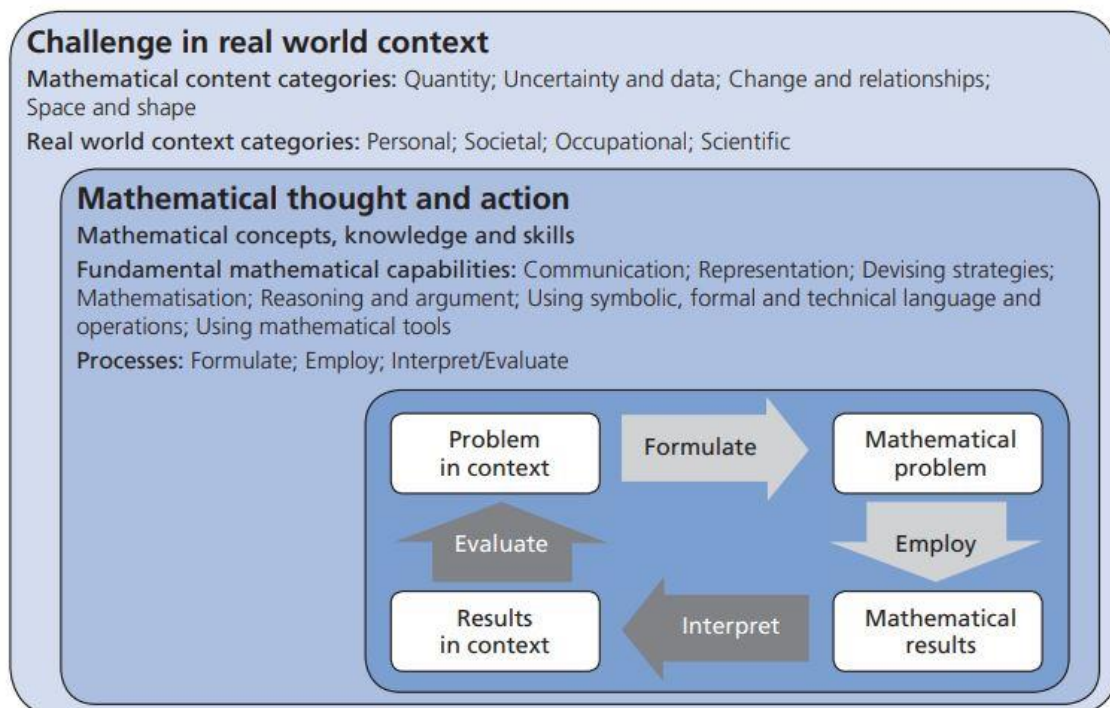 Challenge in real world context
Mathematical content categories: Quantity; Uncertainty and data; Change and relationships;
Space and shape
Real world context categories: Personal; Societal; Occupational; Scientific
Mathematical thought and action
Mathematical concepts, knowledge and skills
Fundamental mathematical capabilities: Communication; Representation; Devising strategies;
Mathematisation; Reasoning and argument; Using symbolic, formal and technical language and
operations; Using mathematical tools
Processes: Formulate; Employ; Interpret/Evaluate
Problem
in context
Formulate
Mathematical
problem
Evaluate
Employ
Results
in context
Interpret
Mathematical
results